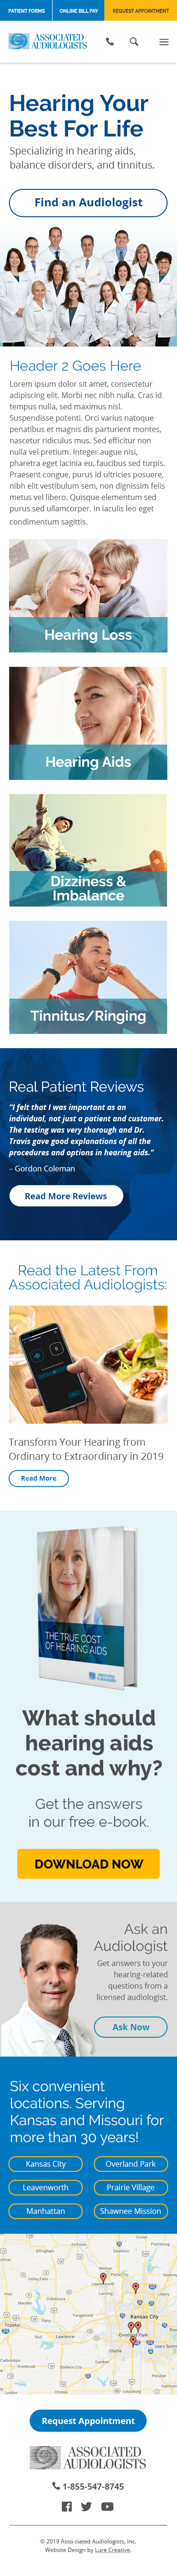 PATIENT FORMS
ONLINE BILL PAY
REQUEST APPOINTMENT
ASSOCIATED
AUDIOLOGISTS
Hearing Your
Best For Life
Specializing in hearing aids,
balance disorders, and tinnitus.
Find an Audiologist
Header 2 Goes Here
Lorem ipsum dolor sit amet, consectetur
adipiscing elit. Morbi nec nibh nulla. Cras id
tempus nulla, sed maximus nisl.
Suspendisse potenti. Orci varius natoque
penatibus et magnis dis parturient montes,
nascetur ridiculus mus. Sed efficitur non
nulla vel pretium. Integer augue nisi,
pharetra eget lacinia eu, faucibus sed turpis.
Praesent congue, purus id ultricies posuere,
nibh elit vestibulum sem, non dignissim felis
metus vel libero. Quisque elementum sed
purus sed ullamcorper. In iaculis leo eget
condimentum sagittis.
Hearing Loss
Hearing Aids
Dizziness &
Imbalance
Tinnitus/Ringing
Real Patient Reviews
“I felt that I was important as an
individual, not just a patient and customer.
The testing was very thorough and Dr.
Travis gave good explanations of all the
procedures and options in hearing aids.”
– Gordon Coleman
Read More Reviews
Read the Latest From
Associated Audiologists:
Transform Your Hearing from
Ordinary to Extraordinary in 2019
Read More
THE TRUE COST
OF HEARING AIDS
ASSOCIATED
AUDIOLOGISTS
What should
hearing aids
cost and why?
Get the answers
in our free e-book.
DOWNLOAD NOW
Ask an
Audiologist
Get answers to your
hearing-related
questions from a
licensed audiologist.
Ask Now
Six convenient
locations. Serving
Kansas and Missouri for
more than 30 years!
Kansas City
Overland Park
Leavenworth
Prairie Village
Manhattan
Shawnee Mission
Leavenworth
Kansas City
Topeka
Lawrence
Overland Park
Olathe
Request Appointment
ASSOCIATED
AUDIOLOGISTS
1-855-547-8745
© 2019 Associated Audiologists, Inc.
Website Design by Lure Creative.